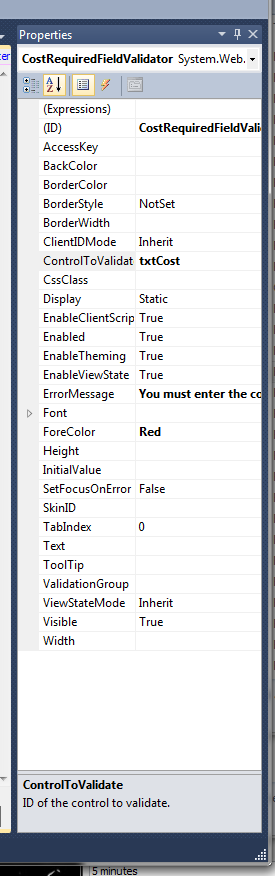 Properties
CostRequiredFieldValidator System.Web.
(Expressions)
(ID) CostRequiredFieldVali
AccessKey
BackColor
BorderColor
BorderStyle NotSet
BorderWidth
ClientIDMode Inherit
ControlToValidat txtCost
CssClass
Display Static
EnableClientScrip True
Enabled True
EnableTheming True
EnableViewState True
ErrorMessage You must enter the co
Font
ForeColor Red
Height
InitialValue
SetFocusOnError False
SkinID
TabIndex 0
Text
ToolTip
ValidationGroup
ViewStateMode Inherit
Visible True
Width
ControlToValidate
ID of the control to validate.
5 minutes